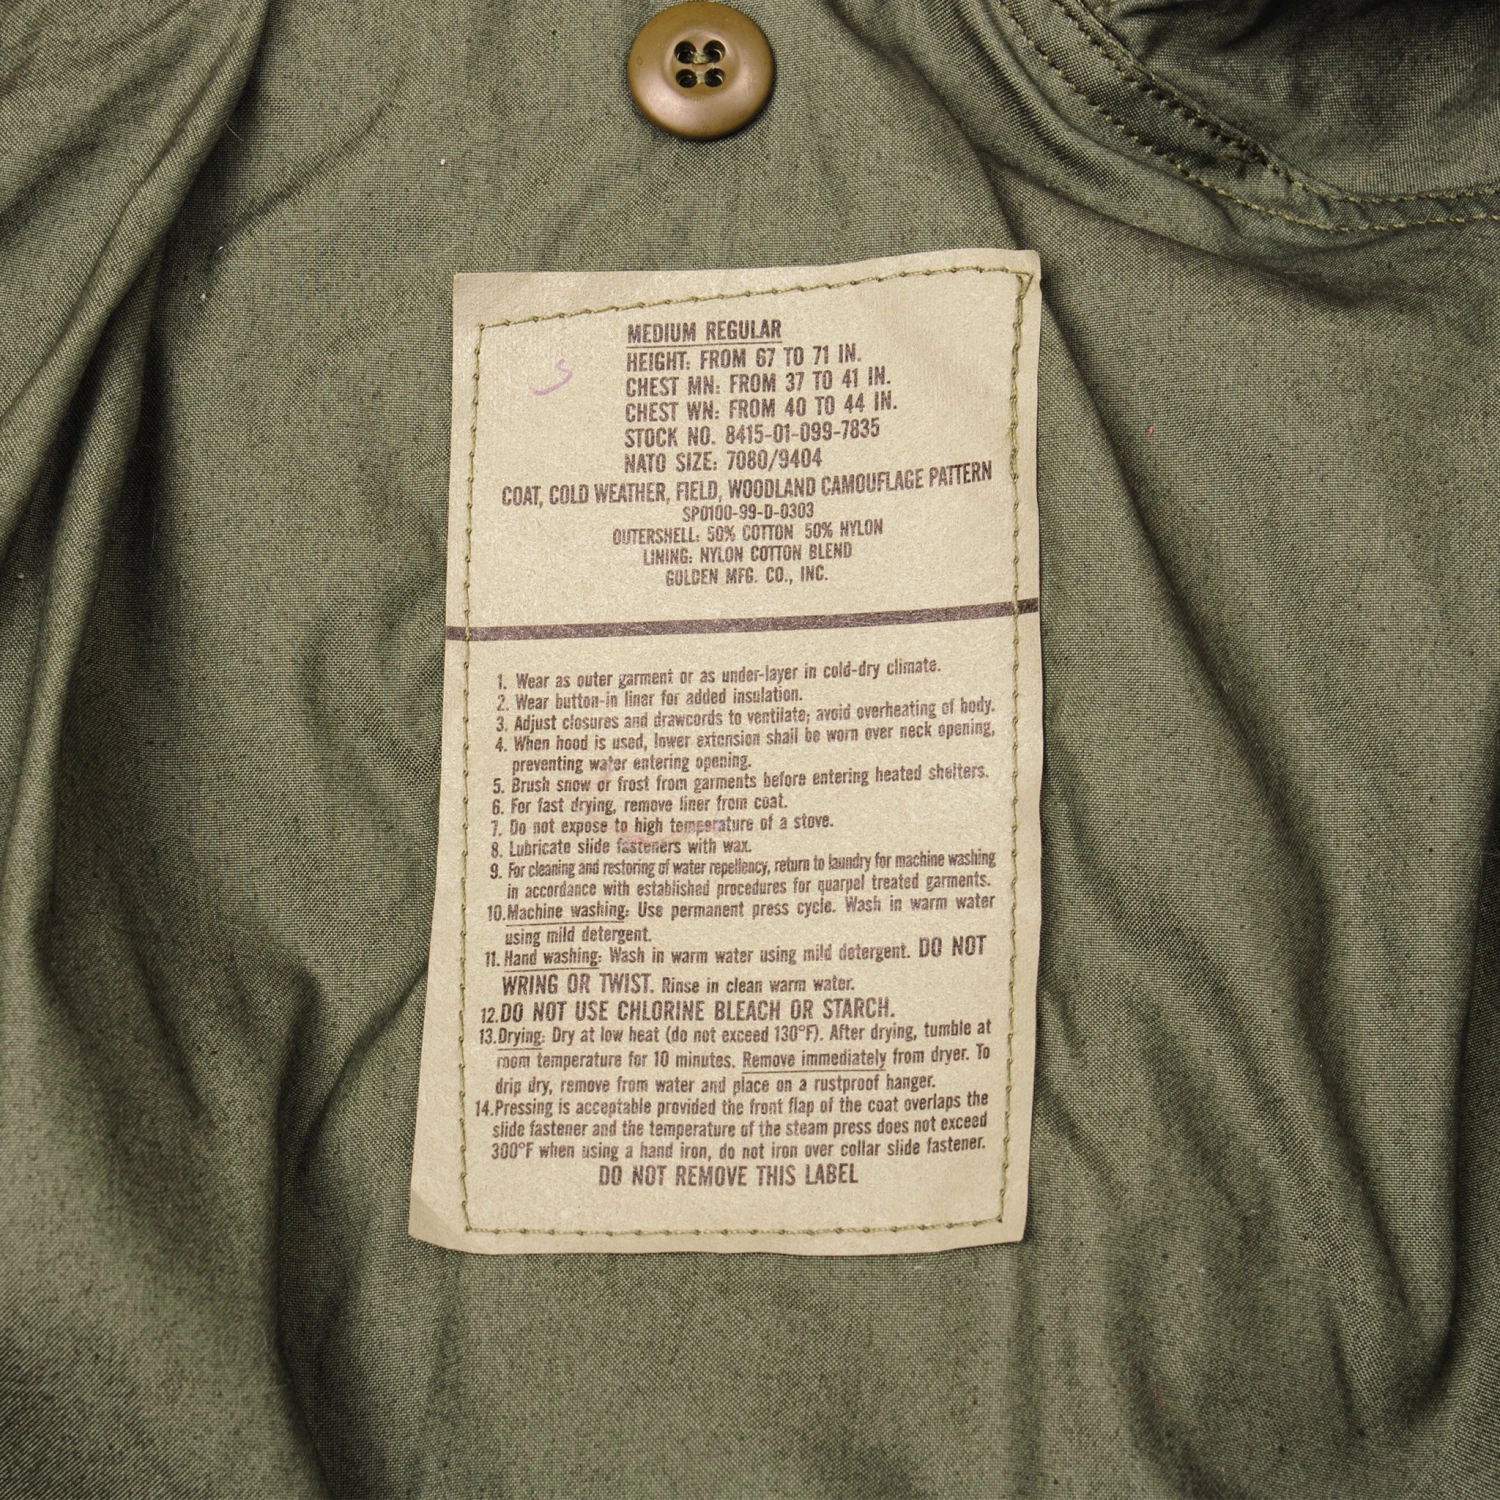 MEDIUM REGULAR
HEIGHT: FROM 67 TO 71 IN.
CHEST MN: FROM 37 TO 41 IN.
CHEST WN: FROM 40 TO 44 IN.
STOCK NO. 8415-01-099-7835
NATO SIZE: 7080/9404
COAT, COLD WEATHER, FIELD, WOODLAND CAMOUFLAGE PATTERN
SP0100-99-D-0303
OUTERSHELL: 50% COTTON 50% NYLON
LINING: NYLON COTTON BLEND
GOLDEN MFG. CO., INC.
1. Wear as outer garment or as under-layer in cold-dry climate.
2. Wear button-in liner for added insulation.
3. Adjust closures and drawcords to ventilate; avoid overheating of body.
4. When hood is used, lower extension shall be worn over neck opening,
preventing water entering opening.
5. Brush snow or frost from garments before entering heated shelters.
6. For fast drying, remove liner from coat.
7. Do not expose to high temperature of a stove.
8. Lubricate slide fasteners with wax.
9. For cleaning and restoring of water repellency, return to laundry for machine washing
in accordance with established procedures for quarpel treated garments.
10.Machine washing: Use permanent press cycle. Wash in warm water
using mild detergent.
11. Hand washing: Wash in warm water using mild detergent. DO NOT
WRING OR TWIST. Rinse in clean warm water.
12.DO NOT USE CHLORINE BLEACH OR STARCH.
13.Drying: Dry at low heat (do not exceed 130°F). After drying, tumble at
room temperature for 10 minutes. Remove immediately from dryer. To
drip dry, remove from water and place on a rustproof hanger.
14.Pressing is acceptable provided the front flap of the coat overlaps the
slide fastener and the temperature of the steam press does not exceed
300°F when using a hand iron, do not iron over collar slide fastener.
DO NOT REMOVE THIS LABEL